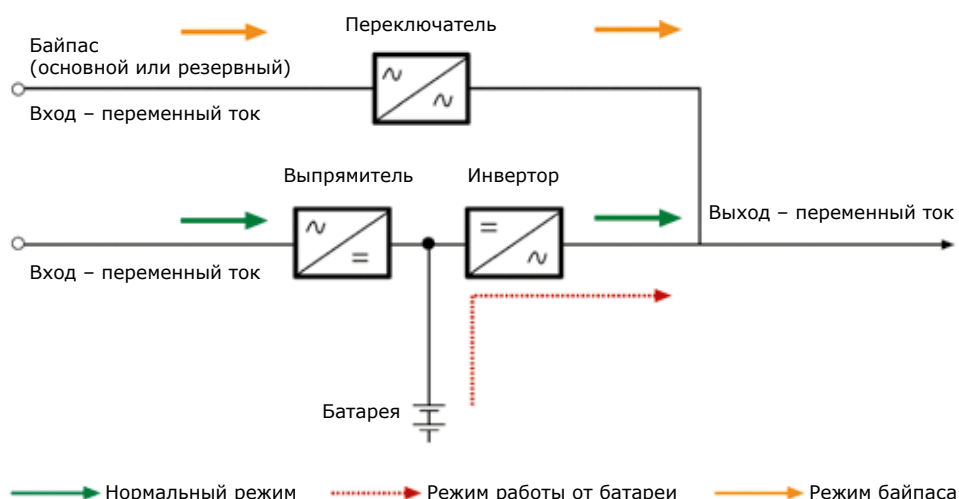 Переключатель
Байпас
(основной или резервный)
Вход – переменный ток
Выпрямитель
Инвертор
Выход – переменный ток
Вход – переменный ток
Батарея
Нормальный режим
Режим работы от батареи
Режим байпаса